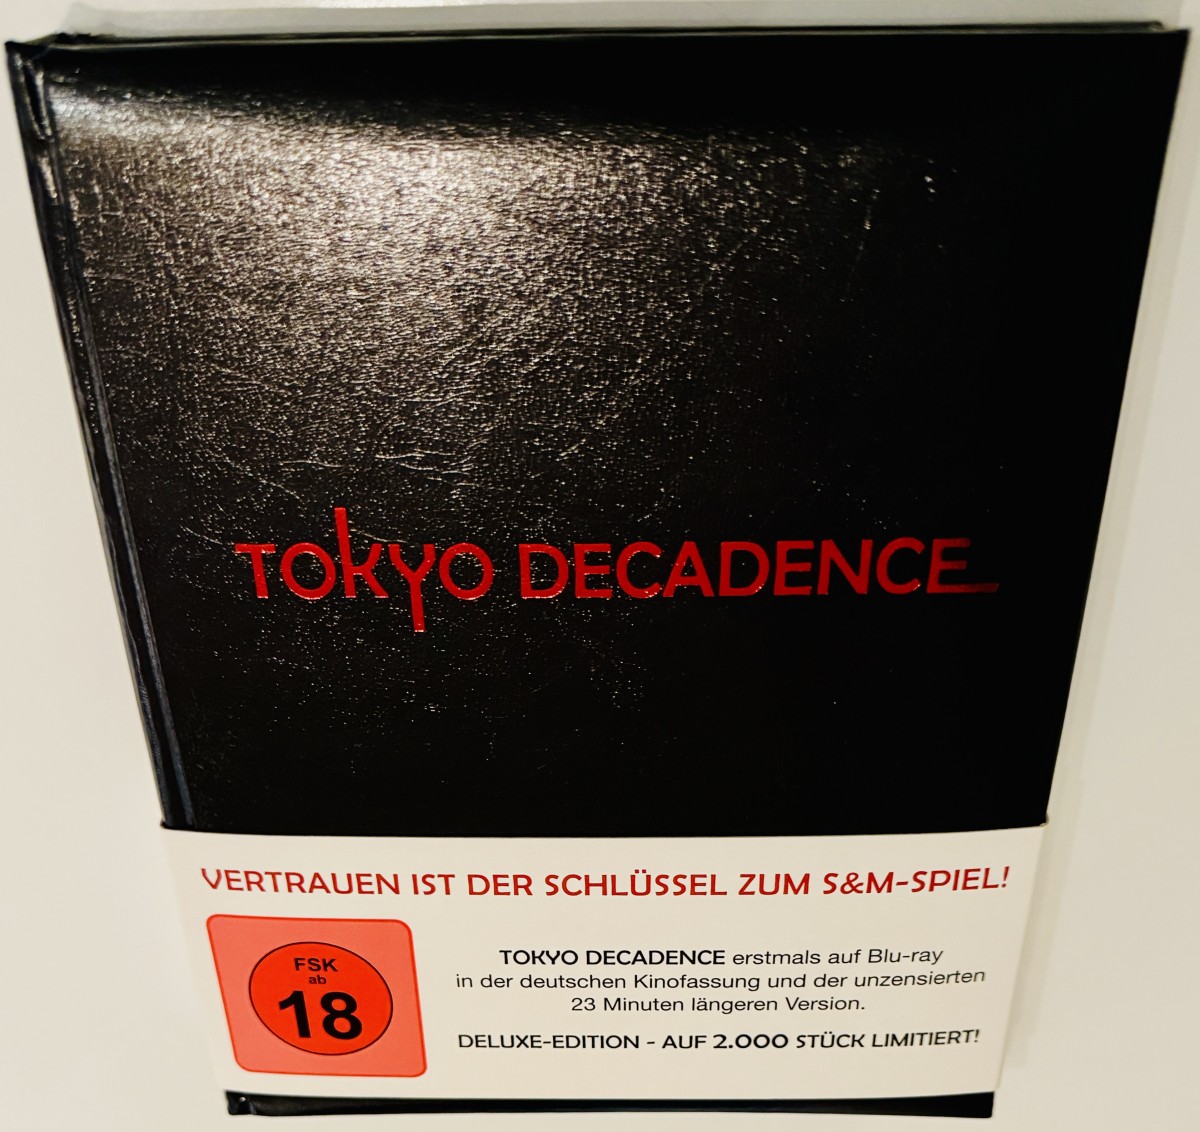 TOKYO DECADENCE
VERTRAUEN IST DER SCHLÜSSEL ZUM S&M-SPIEL!
FSK
ab
18
TOKYO DECADENCE erstmals auf Blu-ray
in der deutschen Kinofassung und der unzensierten
23 Minuten längeren Version.
DELUXE-EDITION - AUF 2.000 STÜCK LIMITIERT!